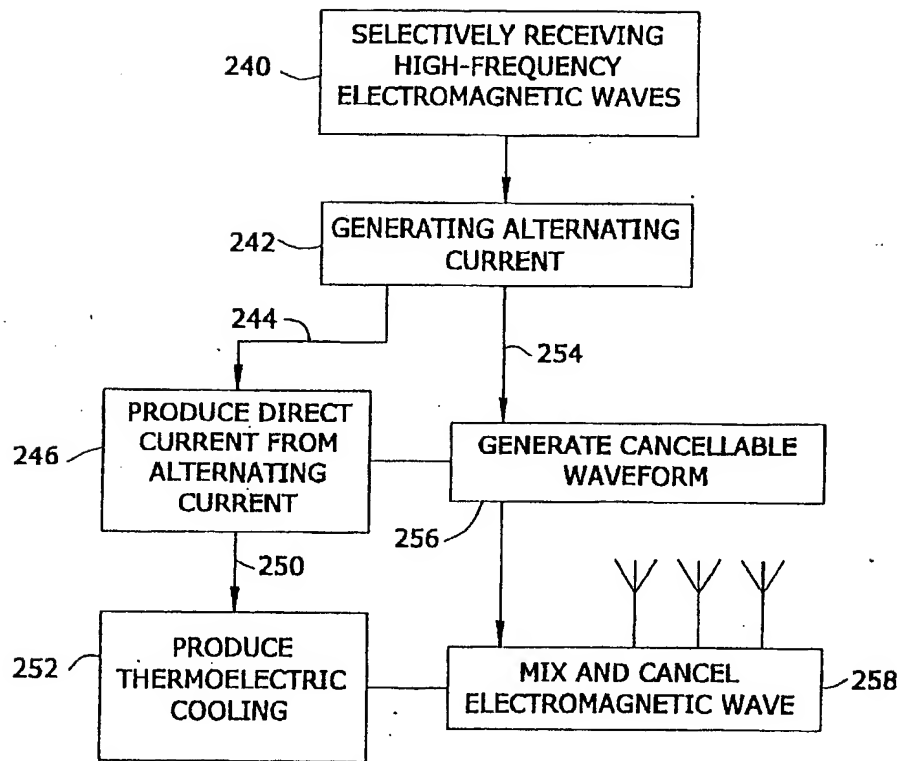 SELECTIVELY RECEIVING
HIGH-FREQUENCY
ELECTROMAGNETIC WAVES
240
GENERATING ALTERNATING
CURRENT
242
244
254
PRODUCE DIRECT
CURRENT FROM
ALTERNATING
CURRENT
246
GENERATE CANCELLABLE
WAVEFORM
256
250
PRODUCE
THERMOELECTRIC
COOLING
252
MIX AND CANCEL
ELECTROMAGNETIC WAVE
258